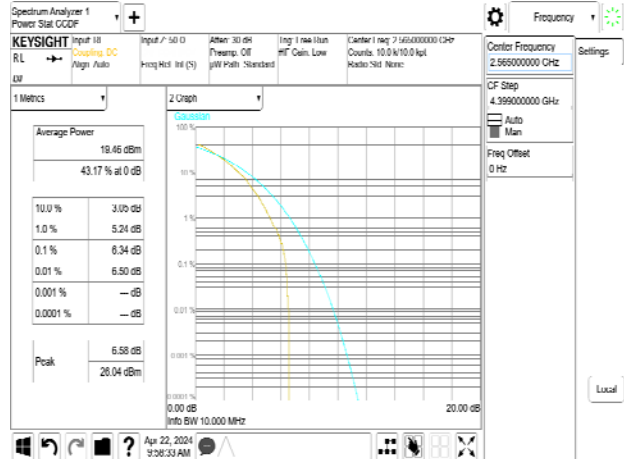 Spectrum Analyzer 1
Power Stat CCDF
+
Frequency
KEYSIGHT
RL
Input: RF
Coupling: DC
Align: Auto
Input Z: 50 Ω
Freq Ref: Int (S)
Atten: 30 dB
Preamp: Off
µW Path: Standard
Trig: Free Run
#IF Gain: Low
Center Freq: 2.565000000 GHz
Counts: 10.0 k/10.0 kpt
Radio Std: None
Center Frequency
2.565000000 GHz
Settings
CF Step
4.399000000 GHz
Auto
Man
Freq Offset
0 Hz
1 Metrics
2 Graph
Gaussian
Average Power
19.46 dBm
43.17 % at 0 dB
10.0 % 3.05 dB
1.0 % 5.24 dB
0.1 % 6.34 dB
0.01 % 6.50 dB
0.001 % — dB
0.0001 % — dB
Peak
6.58 dB
26.04 dBm
100 %
10 %
1 %
0.1 %
0.01 %
0.001 %
0.0001 %
0.00 dB
20.00 dB
Info BW 10.000 MHz
Local
?
Apr 22, 2024
9:58:33 AM